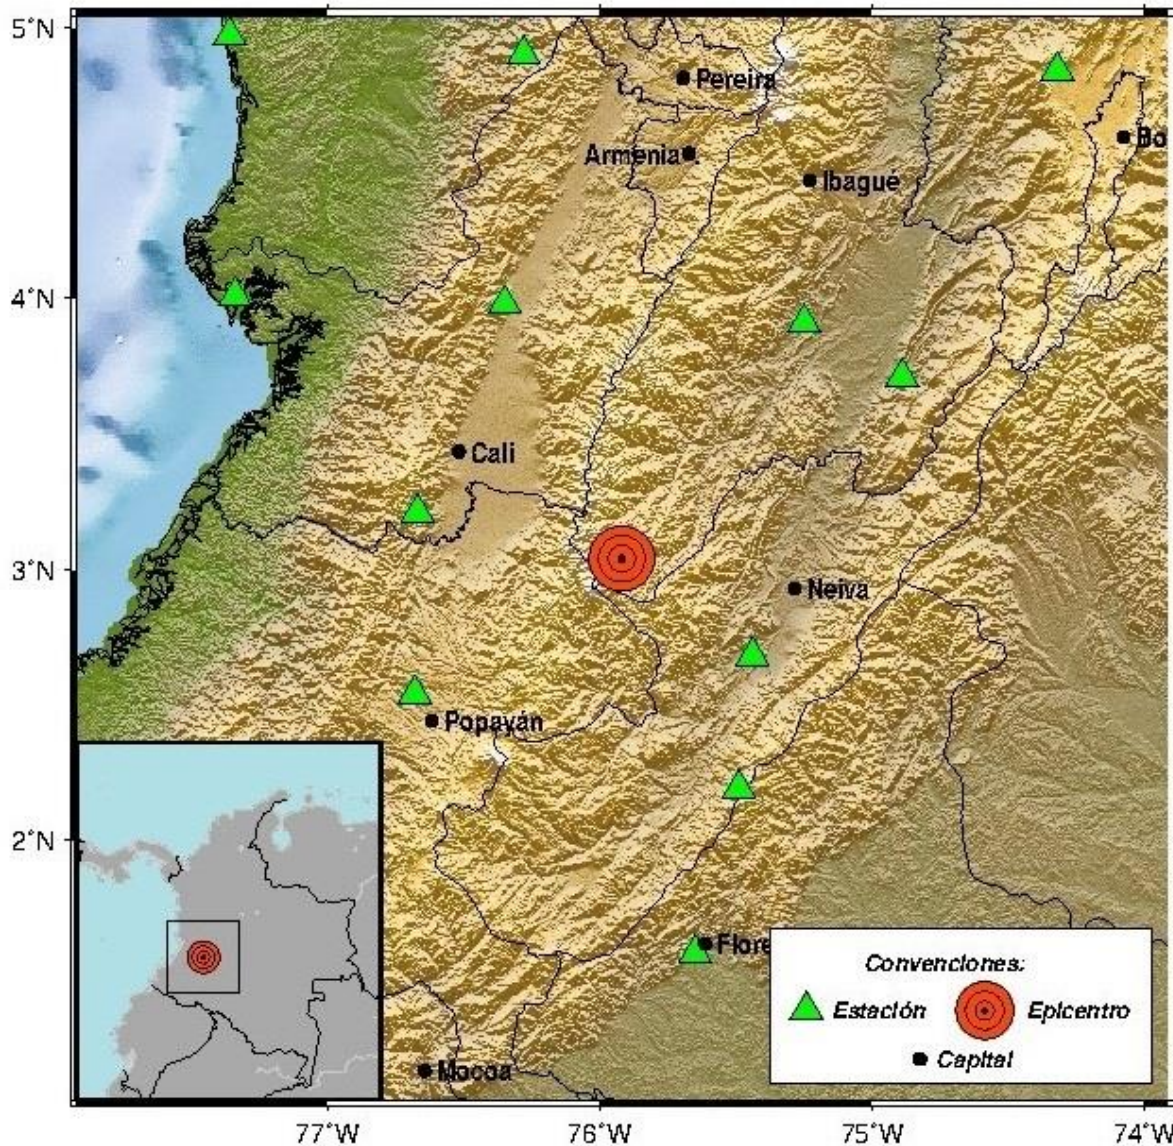 5°N
Pereira
Bo
Armenia
Ibagué
4°N
Cali
3°N
Neiva
Popayán
2°N
Flore
Convenciones:
Estación
Epicentro
Capital
Mocoa
77°W
76°W
75°W
74°W